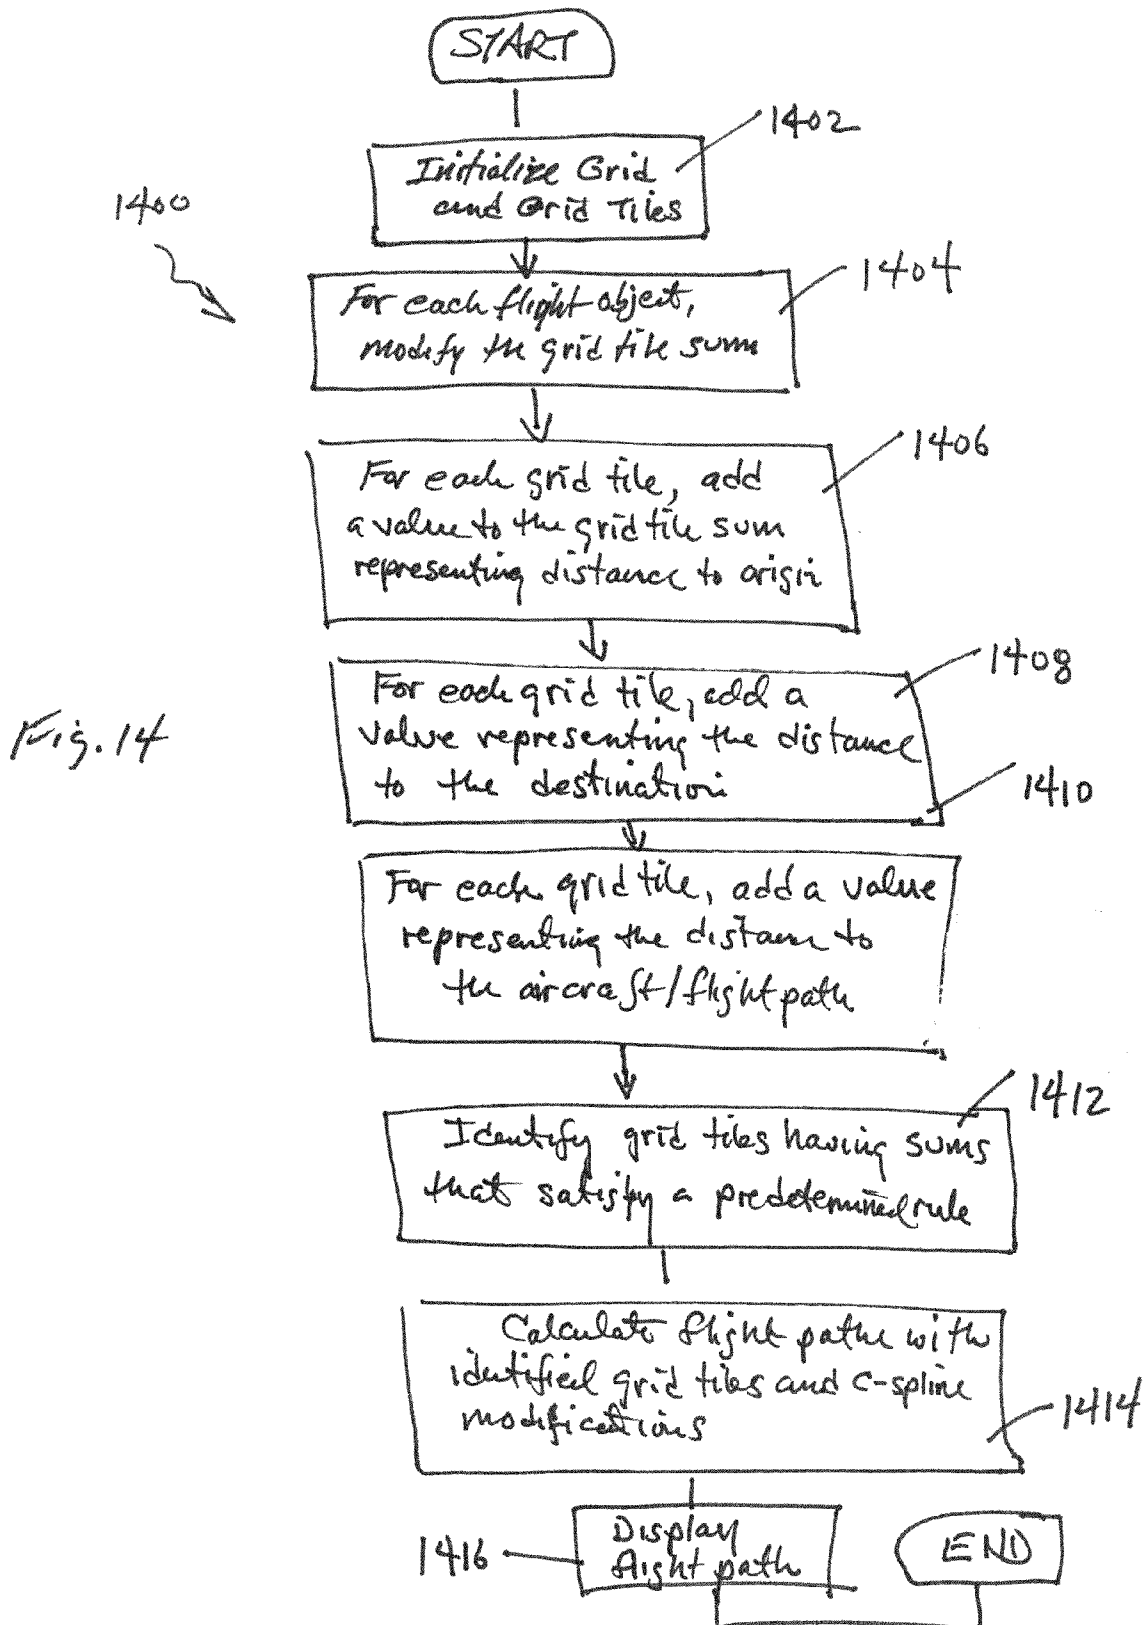 START
1402
Initialize Grid
and Grid Tiles
1400
1404
For each flight object,
modify the grid tile sum
1406
For each grid tile, add
a value to the grid tile sum
representing distance to origin
1408
For each grid tile, add a
value representing the distance
to the destination
1410
Fig. 14
For each grid tile, add a value
representing the distance to
the aircraft/flight path
1412
Identify grid tiles having sums
that satisfy a predetermined rule
Calculate flight path with
identified grid tiles and c-spline
modifications
1414
Display
flight path
1416
END